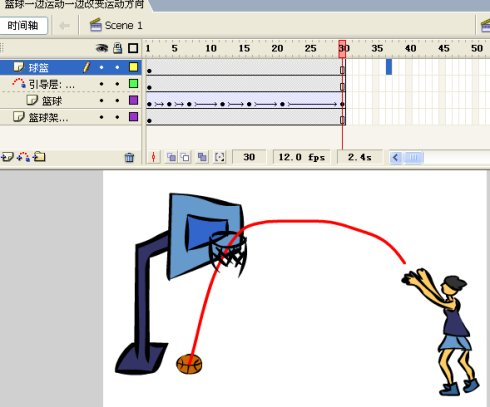 篮球一边运动一边改变运动方向
时间轴 Scene 1
1 5 10 15 20 25 30 35 40 45 50
球篮
引导层: ...
篮球
篮球架...
30 12.0 fps 2.4s